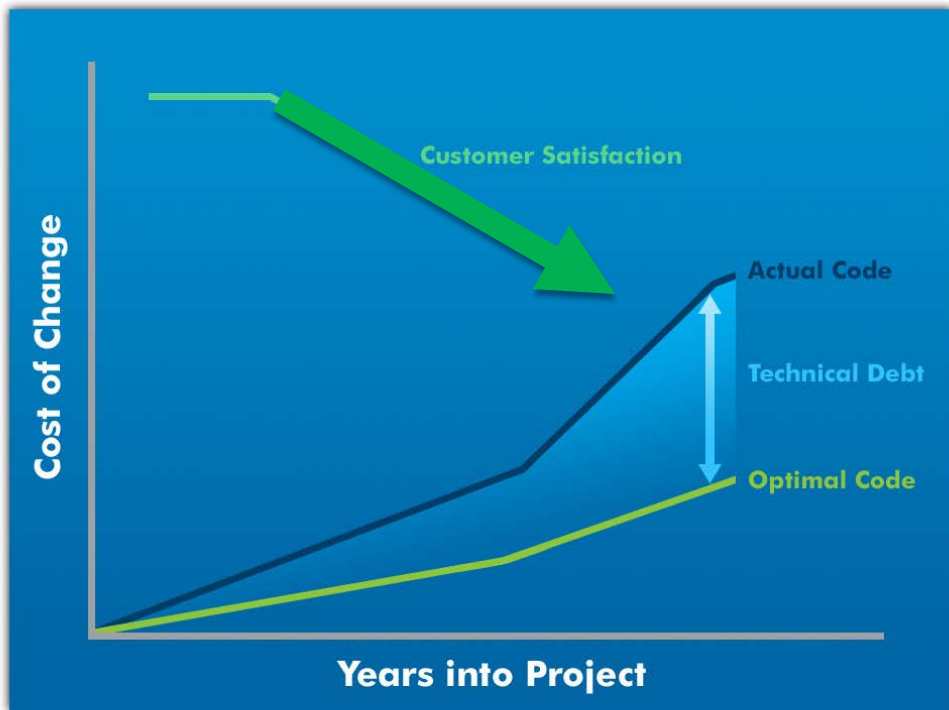 Customer Satisfaction
Actual Code
Technical Debt
Optimal Code
Cost of Change
Years into Project